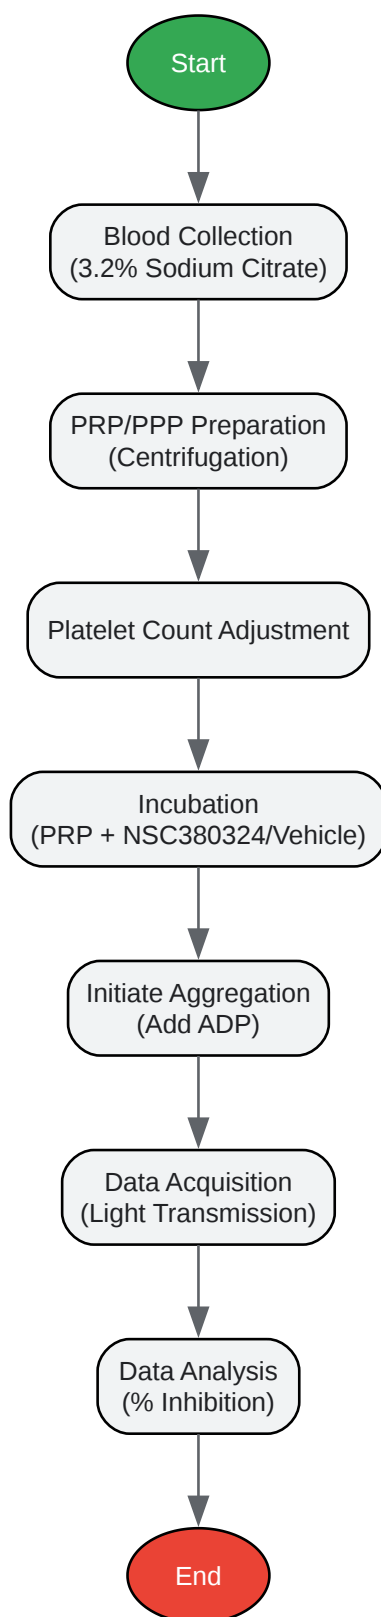 Start
Blood Collection
(3.2% Sodium Citrate)
PRP/PPP Preparation
(Centrifugation)
Platelet Count Adjustment
Incubation
(PRP + NSC380324/Vehicle)
Initiate Aggregation
(Add ADP)
Data Acquisition
(Light Transmission)
Data Analysis
(% Inhibition)
End